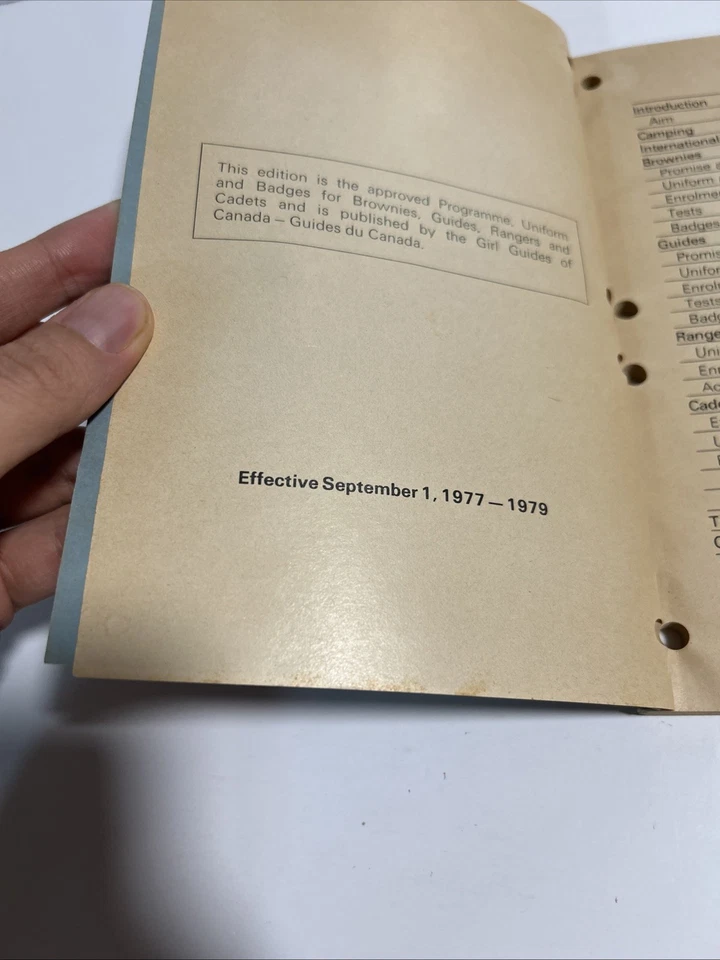 This edition is the approved Programme, Uniform
and Badges for Brownies, Guides, Rangers and
Cadets and is published by the Girl Guides of
Canada — Guides du Canada.
Effective September 1, 1977 — 1979
Introduction
Aim
Camping
International
Brownies
Promise
Uniform
Tests
Badges
Guides